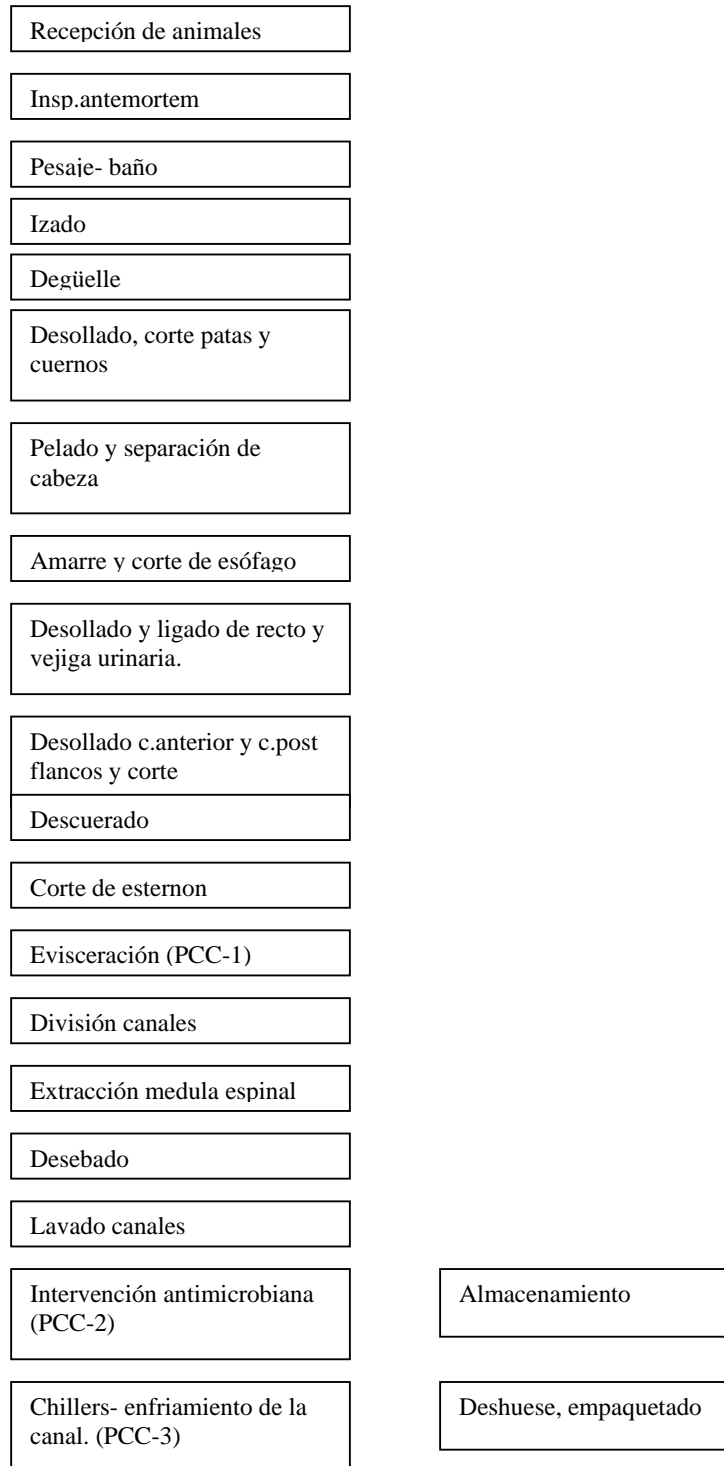 Recepción de animales
Insp.antemortem
Pesaje- baño
Izado
Degüelle
Desollado, corte patas y
cuernos
Pelado y separación de
cabeza
Amarre y corte de esófago
Desollado y ligado de recto y
vejiga urinaria.
Desollado c.anterior y c.post
flancos y corte
Descuerado
Corte de esternon
Evisceración (PCC-1)
División canales
Extracción medula espinal
Desebado
Lavado canales
Intervención antimicrobiana
(PCC-2)
Chillers- enfriamiento de la
canal. (PCC-3)
Almacenamiento
Deshuese, empaquetado